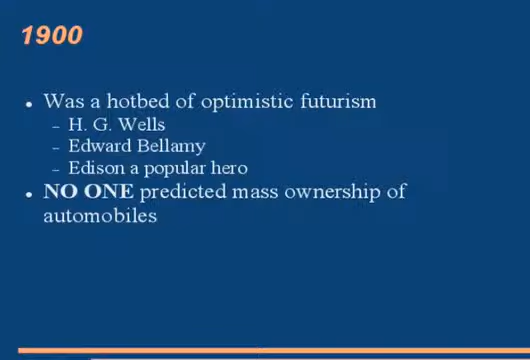 1900
• Was a hotbed of optimistic futurism
– H. G. Wells
– Edward Bellamy
– Edison a popular hero
• NO ONE predicted mass ownership of
automobiles